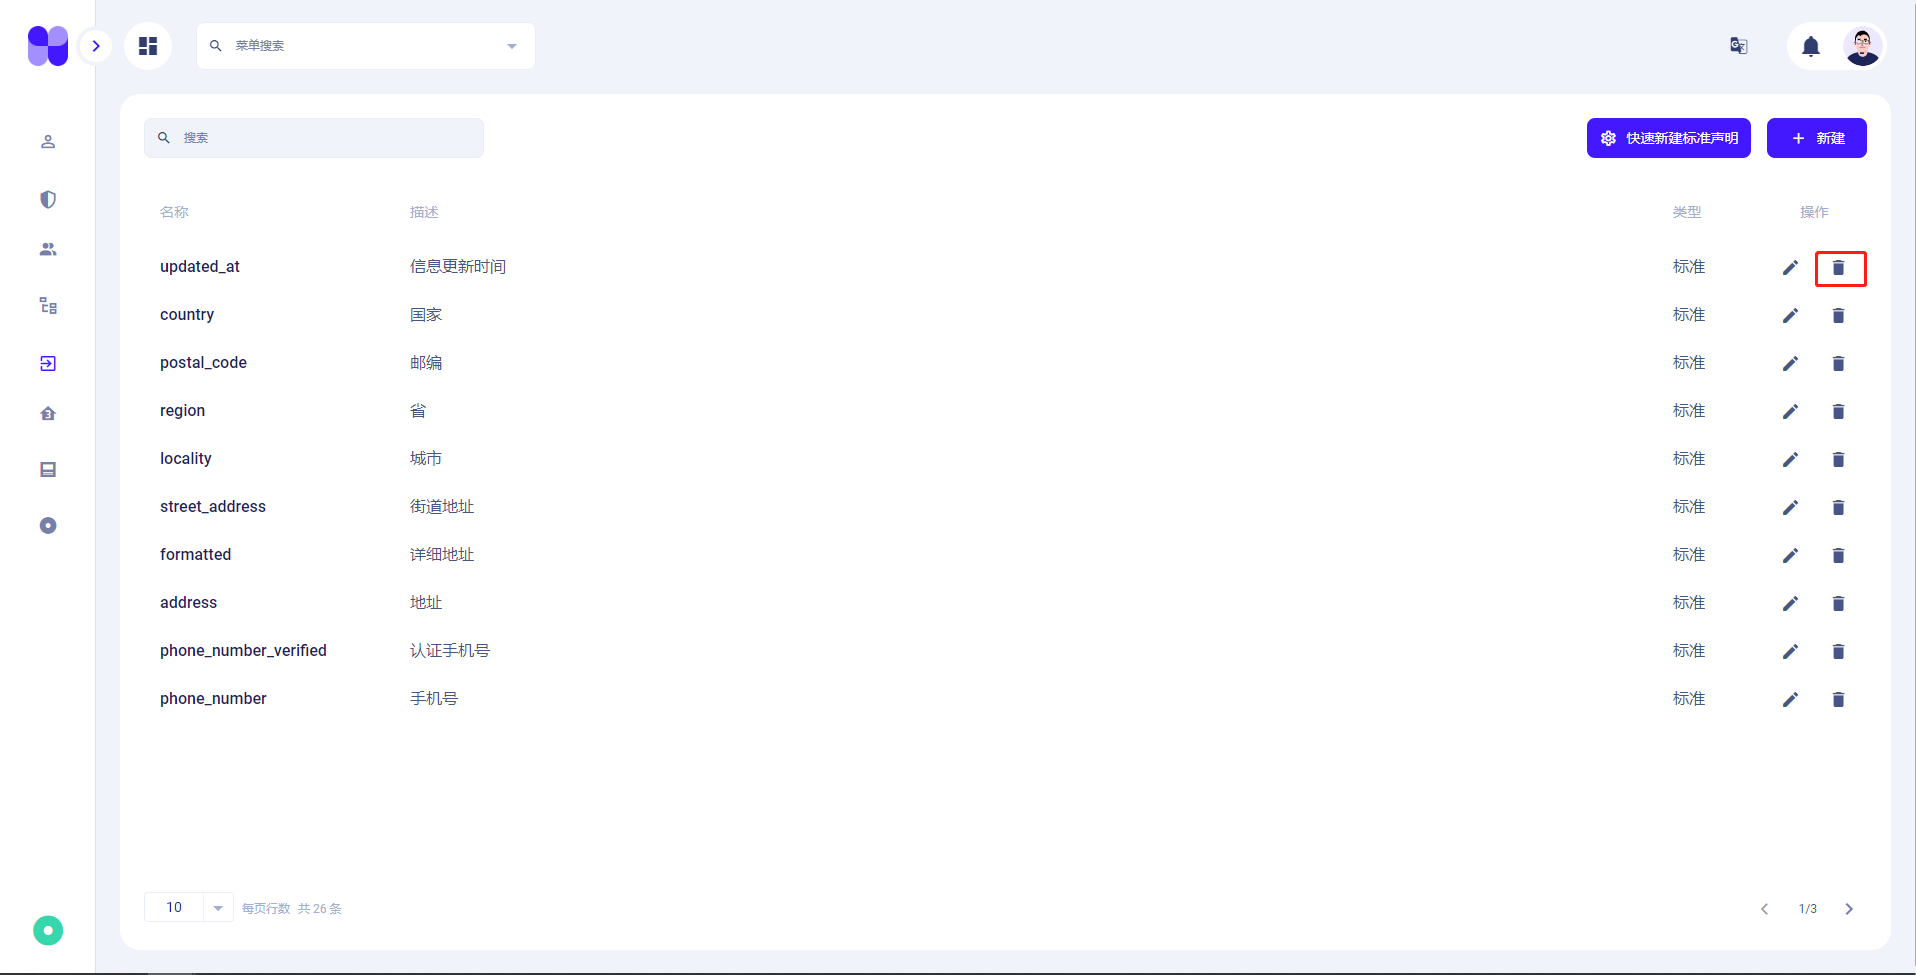 菜单搜索
搜索
快速新建标准声明
新建
名称 描述 类型 操作
updated_at 信息更新时间 标准
country 国家 标准
postal_code 邮编 标准
region 省 标准
locality 城市 标准
street_address 街道地址 标准
formatted 详细地址 标准
address 地址 标准
phone_number_verified 认证手机号 标准
phone_number 手机号 标准
10 每页行数 共 26 条 1/3